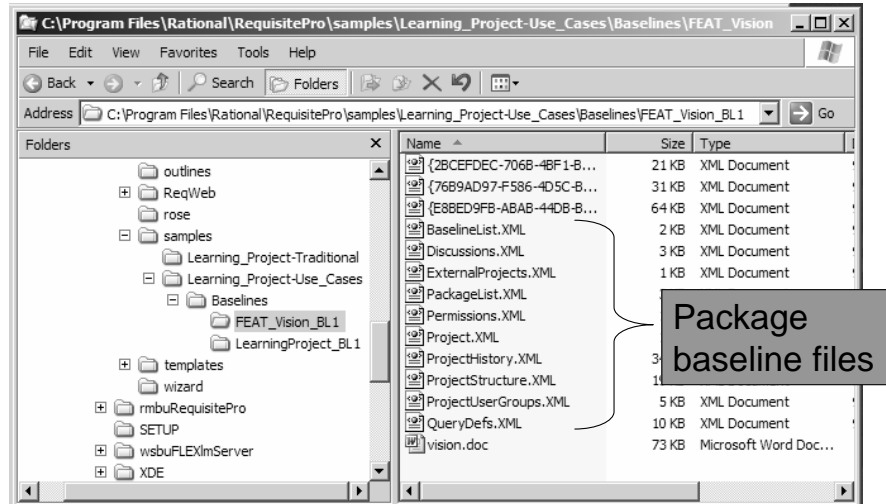 C:\Program Files\Rational\RequisitePro\samples\Learning_Project-Use_Cases\Baselines\FEAT_Vision
File Edit View Favorites Tools Help
Back Search Folders
Address C:\Program Files\Rational\RequisitePro\samples\Learning_Project-Use_Cases\Baselines\FEAT_Vision_BL1 Go
Folders
outlines
ReqWeb
rose
samples
Learning_Project-Traditional
Learning_Project-Use_Cases
Baselines
FEAT_Vision_BL1
LearningProject_BL1
templates
wizard
rmbuRequisitePro
SETUP
wsbuFLEXlmServer
XDE
Name Size Type
{2BCEFDEC-706B-4BF1-B... 21 KB XML Document
{76B9AD97-F586-4D5C-B... 31 KB XML Document
{E8BED9FB-ABAB-44DB-B... 64 KB XML Document
BaselineList.XML 2 KB XML Document
Discussions.XML 3 KB XML Document
ExternalProjects.XML 1 KB XML Document
PackageList.XML
Permissions.XML
Project.XML
ProjectHistory.XML
ProjectStructure.XML
ProjectUserGroups.XML 5 KB XML Document
QueryDefs.XML 10 KB XML Document
vision.doc 73 KB Microsoft Word Doc...
Package
baseline files